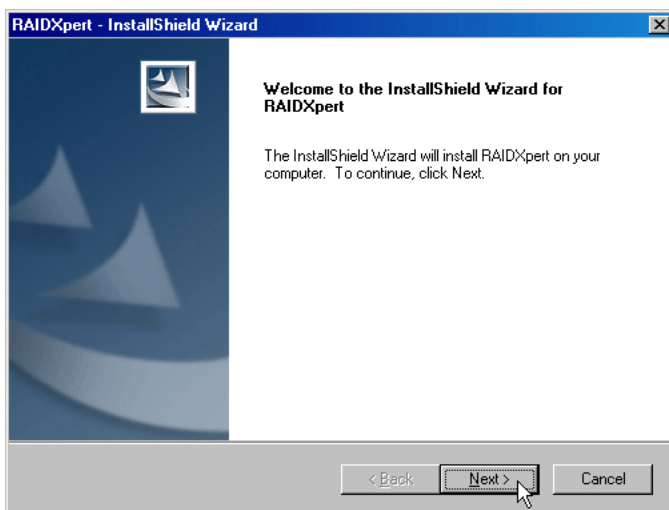 RAIDXpert - InstallShield Wizard
Welcome to the InstallShield Wizard for
RAIDXpert
The InstallShield Wizard will install RAIDXpert on your
computer.  To continue, click Next.
< Back
Next >
Cancel